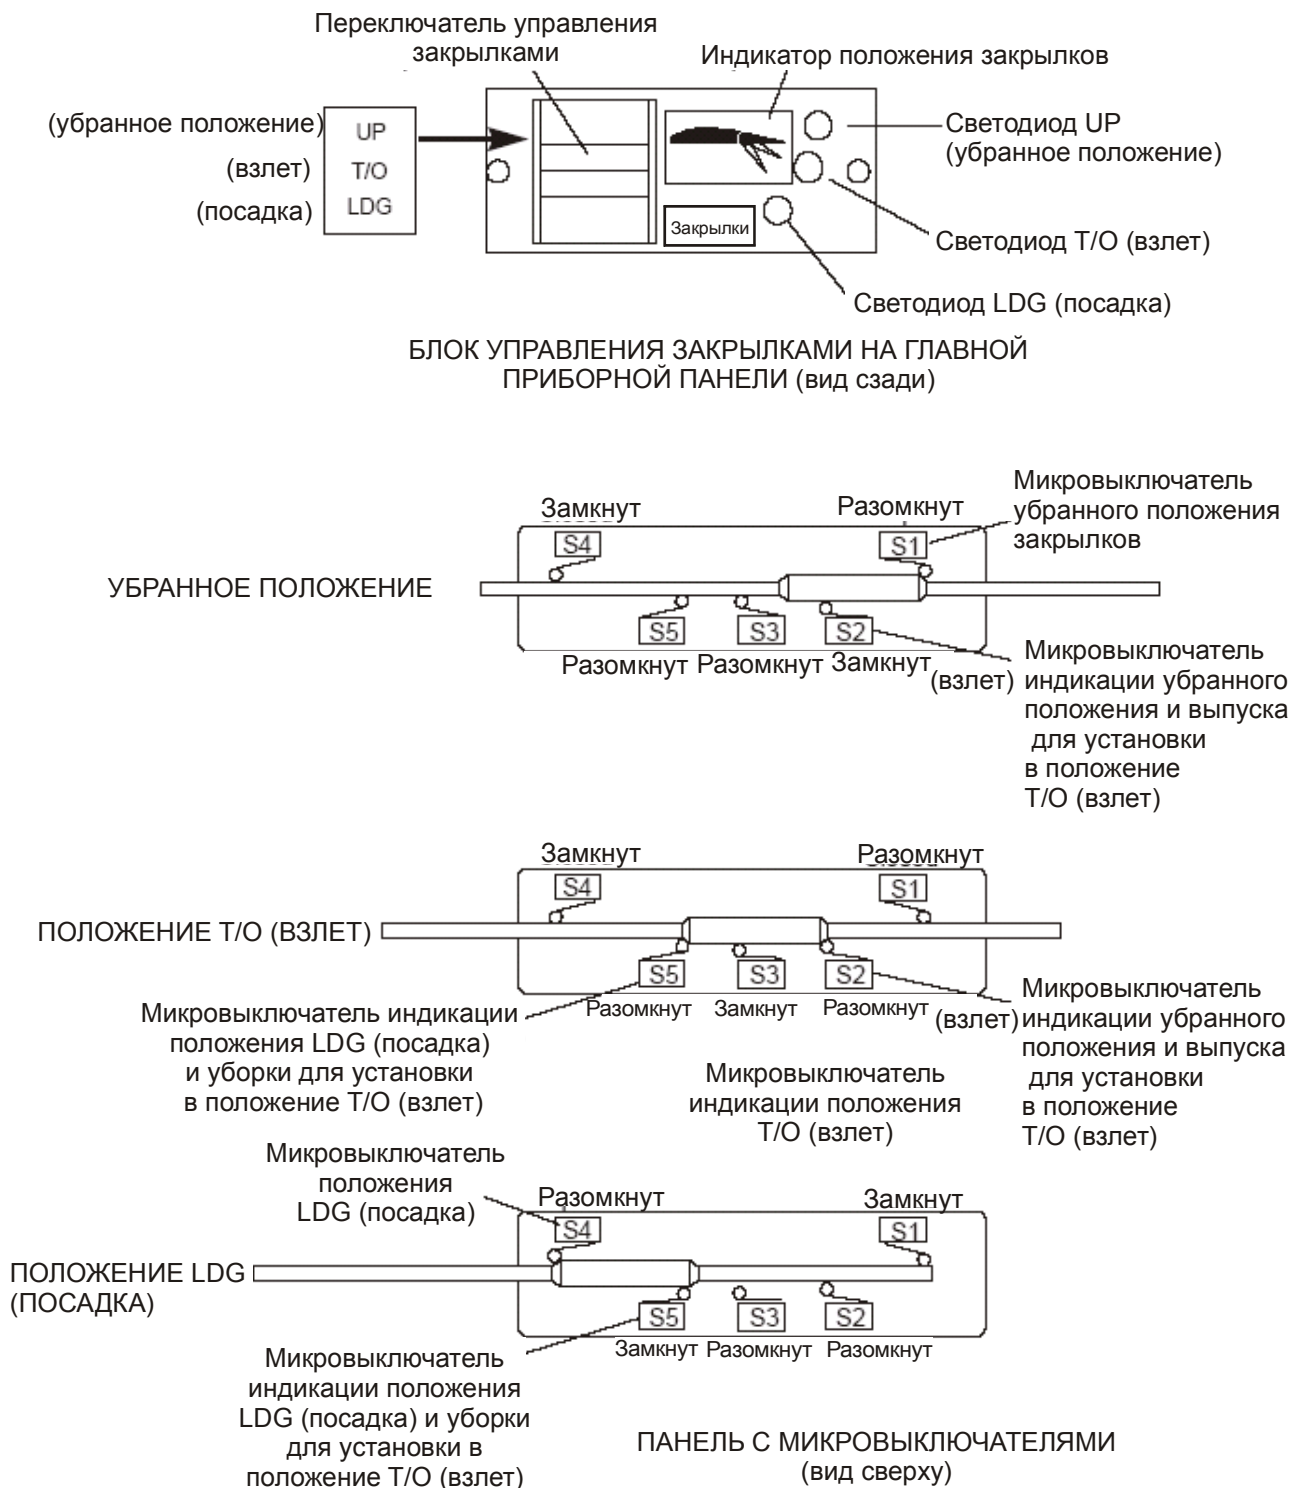 Переключатель управления
закрылками
Индикатор положения закрылков
(убранное положение)
UP
(взлет)
T/O
(посадка)
LDG
Закрылки
Светодиод UP
(убранное положение)
Светодиод T/O (взлет)
Светодиод LDG (посадка)
БЛОК УПРАВЛЕНИЯ ЗАКРЫЛКАМИ НА ГЛАВНОЙ
ПРИБОРНОЙ ПАНЕЛИ (вид сзади)
УБРАННОЕ ПОЛОЖЕНИЕ
Замкнут
Разомкнут
S4
S1
S5
S3
S2
Разомкнут
Разомкнут
Замкнут
Микровыключатель
убранного положения
закрылков
(взлет)
Микровыключатель
индикации убранного
положения и выпуска
для установки
в положение
T/O (взлет)
ПОЛОЖЕНИЕ T/O (ВЗЛЕТ)
Замкнут
Разомкнут
S4
S1
S5
S3
S2
Разомкнут
Замкнут
Разомкнут
Микровыключатель индикации
положения LDG (посадка)
и уборки для установки
в положение T/O (взлет)
Микровыключатель
индикации положения
T/O (взлет)
(взлет)
Микровыключатель
индикации убранного
положения и выпуска
для установки
в положение
T/O (взлет)
Микровыключатель
положения
LDG (посадка)
ПОЛОЖЕНИЕ LDG
(ПОСАДКА)
Разомкнут
Замкнут
S4
S1
S5
S3
S2
Замкнут
Разомкнут
Разомкнут
Микровыключатель
индикации положения
LDG (посадка) и уборки
для установки в
положение T/O (взлет)
ПАНЕЛЬ С МИКРОВЫКЛЮЧАТЕЛЯМИ
(вид сверху)